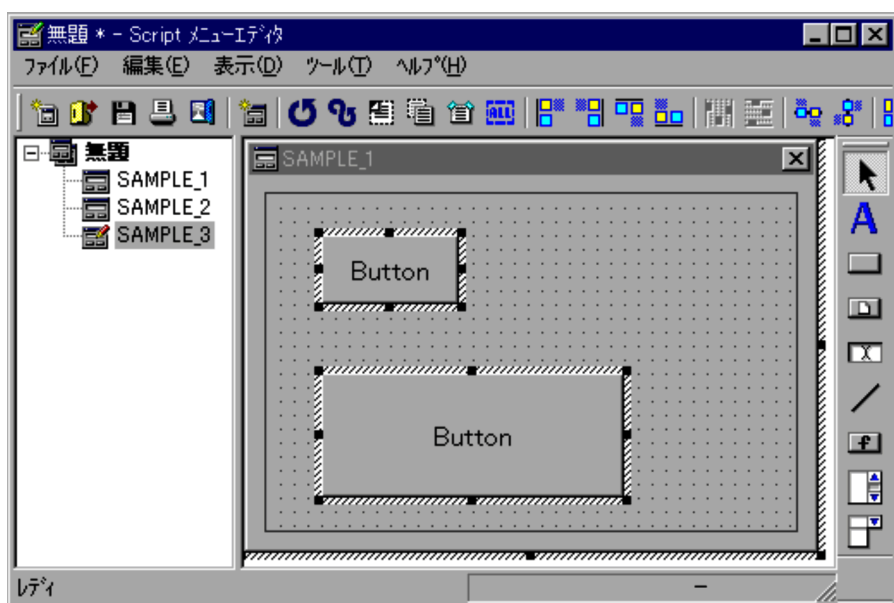 無題 * - Script ﾒﾆｭｰｴﾃﾞｨﾀ
ﾌｧｲﾙ(F) 編集(E) 表示(D) ﾂｰﾙ(T) ﾍﾙﾌﾟ(H)
ALL
無題
SAMPLE_1
SAMPLE_2
SAMPLE_3
SAMPLE_1
Button
Button
A
f
ﾚﾃﾞｨ